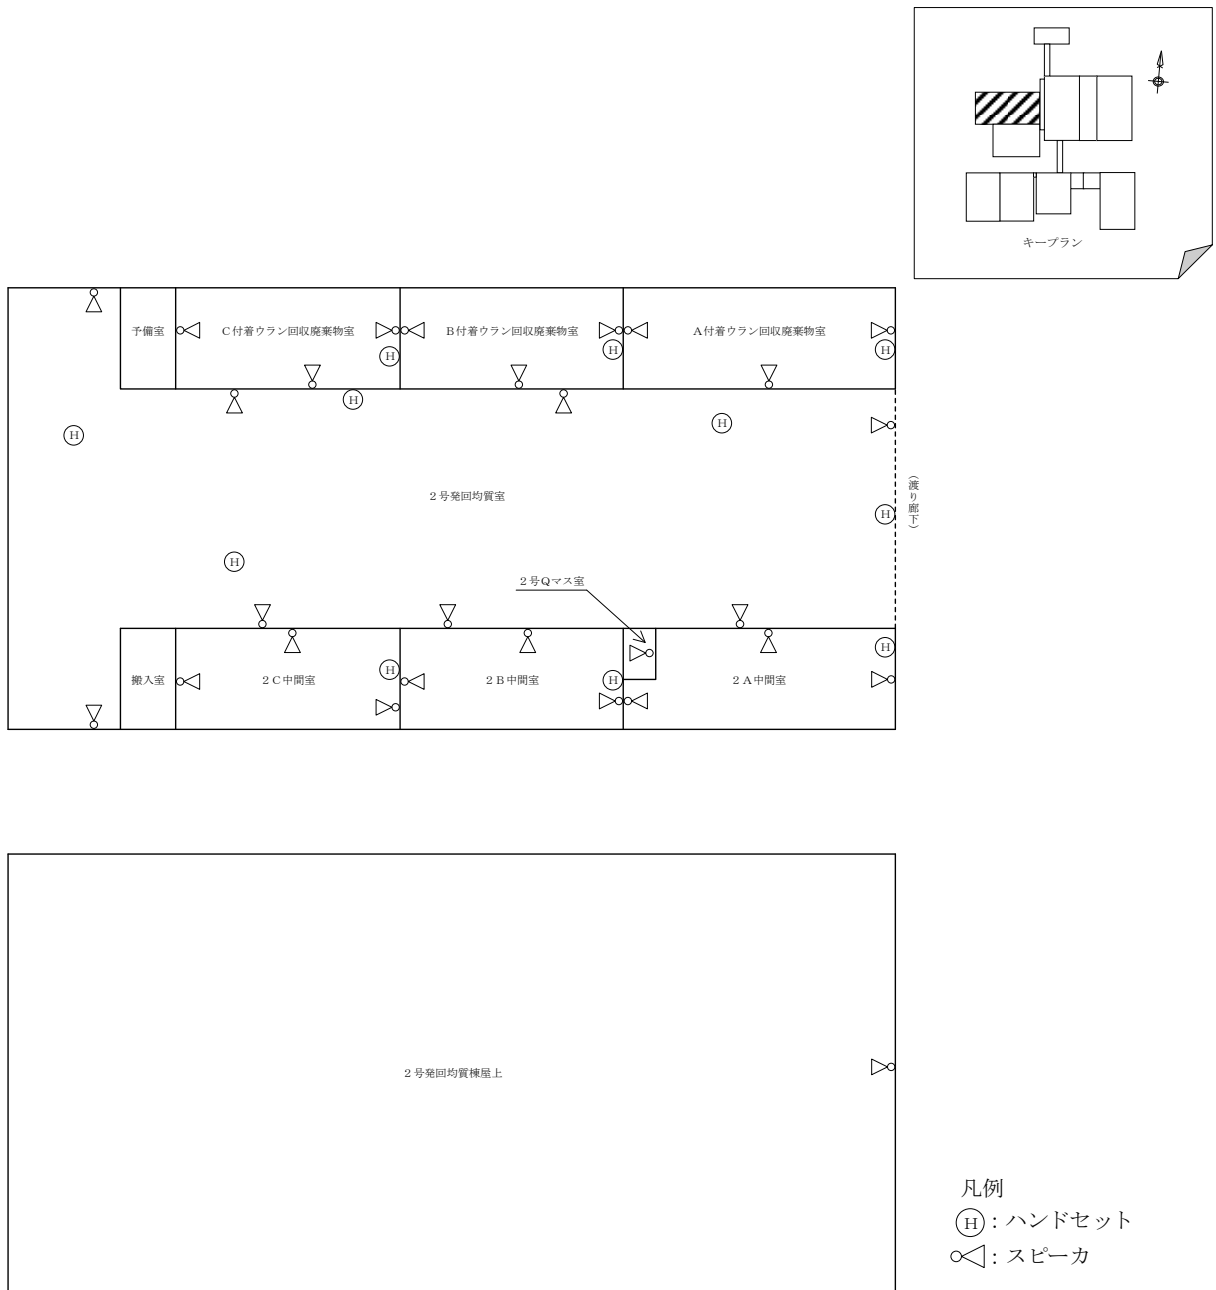 キープラン
予備室
C付着ウラン回収廃棄物室
B付着ウラン回収廃棄物室
A付着ウラン回収廃棄物室
H
H
H
H
H
H
2号発回均質室
H
(渡り廊下)
H
2号Qマス室
搬入室
2C中間室
H
2B中間室
H
2A中間室
H
2号発回均質棟屋上
凡例
H：ハンドセット
：スピーカ